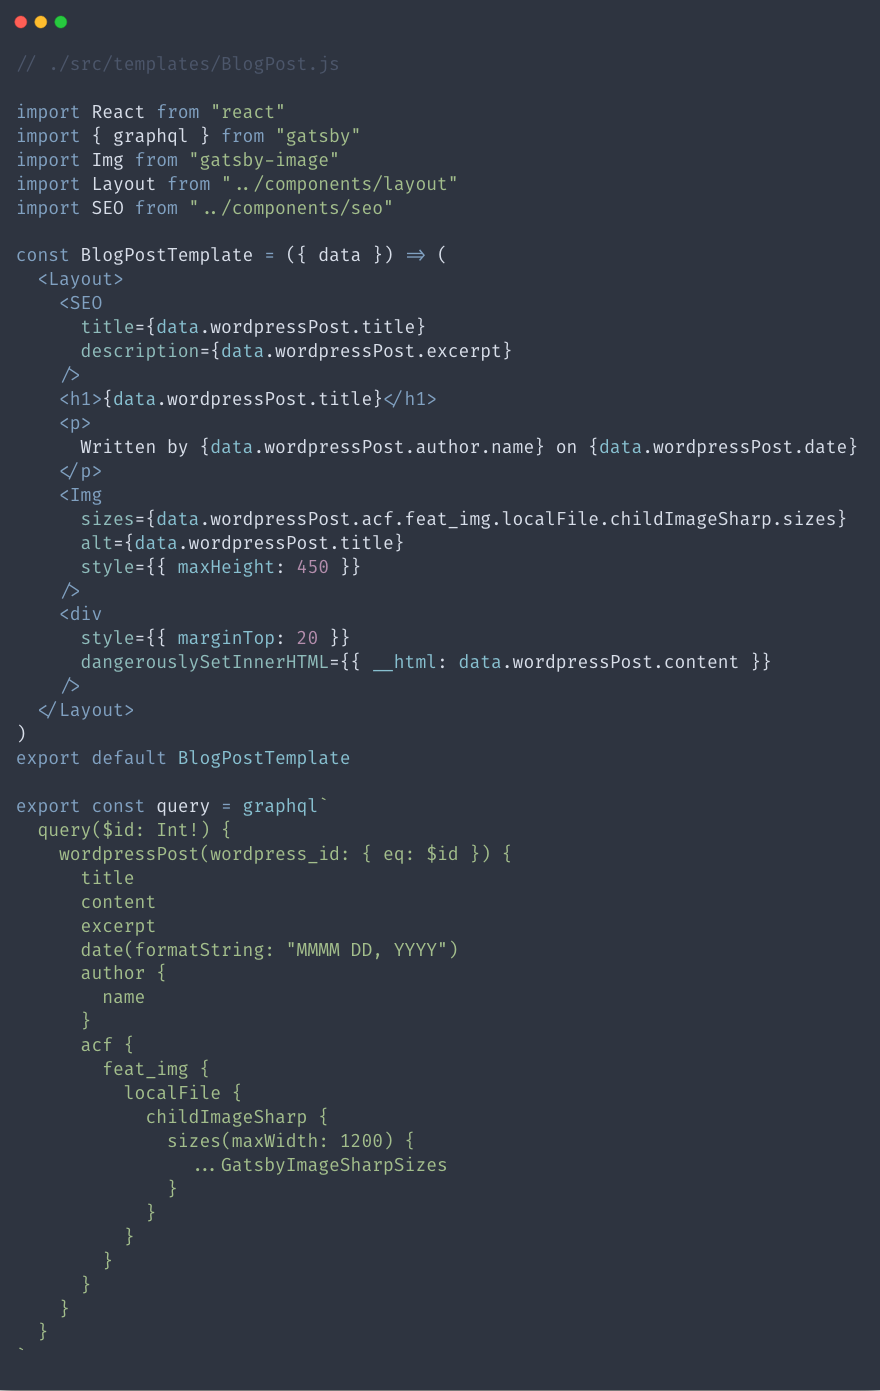 // ./src/templates/BlogPost.js

import React from "react"
import { graphql } from "gatsby"
import Img from "gatsby-image"
import Layout from "../components/layout"
import SEO from "../components/seo"

const BlogPostTemplate = ({ data }) => (
  <Layout>
    <SEO
      title={data.wordpressPost.title}
      description={data.wordpressPost.excerpt}
    />
    <h1>{data.wordpressPost.title}</h1>
    <p>
      Written by {data.wordpressPost.author.name} on {data.wordpressPost.date}
    </p>
    <Img
      sizes={data.wordpressPost.acf.feat_img.localFile.childImageSharp.sizes}
      alt={data.wordpressPost.title}
      style={{ maxHeight: 450 }}
    />
    <div
      style={{ marginTop: 20 }}
      dangerouslySetInnerHTML={{ __html: data.wordpressPost.content }}
    />
  </Layout>
)
export default BlogPostTemplate

export const query = graphql`
  query($id: Int!) {
    wordpressPost(wordpress_id: { eq: $id }) {
      title
      content
      excerpt
      date(formatString: "MMMM DD, YYYY")
      author {
        name
      }
      acf {
        feat_img {
          localFile {
            childImageSharp {
              sizes(maxWidth: 1200) {
                ...GatsbyImageSharpSizes
              }
            }
          }
        }
      }
    }
  }
`